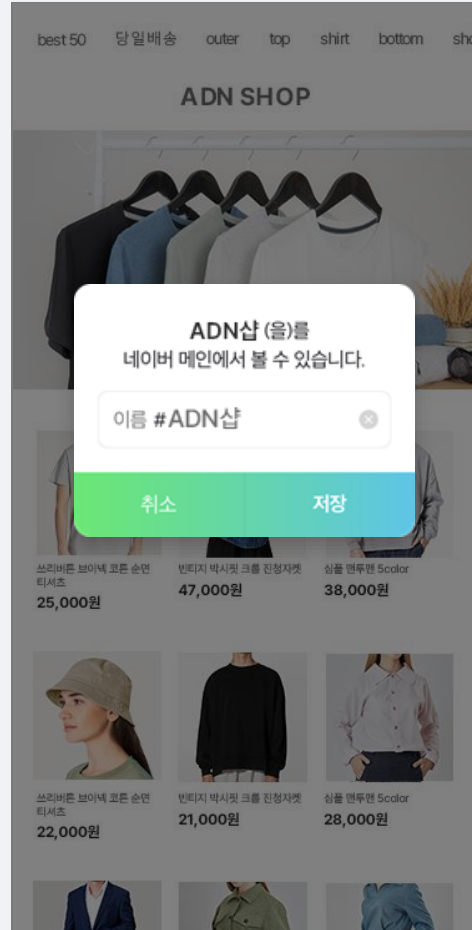 best 50 당일배송 outer top shirt bottom sho
ADN SHOP
ADN샵 (을)를
네이버 메인에서 볼 수 있습니다.
이름 #ADN샵
취소 저장
쓰리버튼 브이넥 코튼 순면 빈티지 박시핏 크롭 진청자켓 심플 맨투맨 5color
티셔츠
25,000원 47,000원 38,000원
쓰리버튼 브이넥 코튼 순면 빈티지 박시핏 크롭 진청자켓 심플 맨투맨 5color
티셔츠
22,000원 21,000원 28,000원